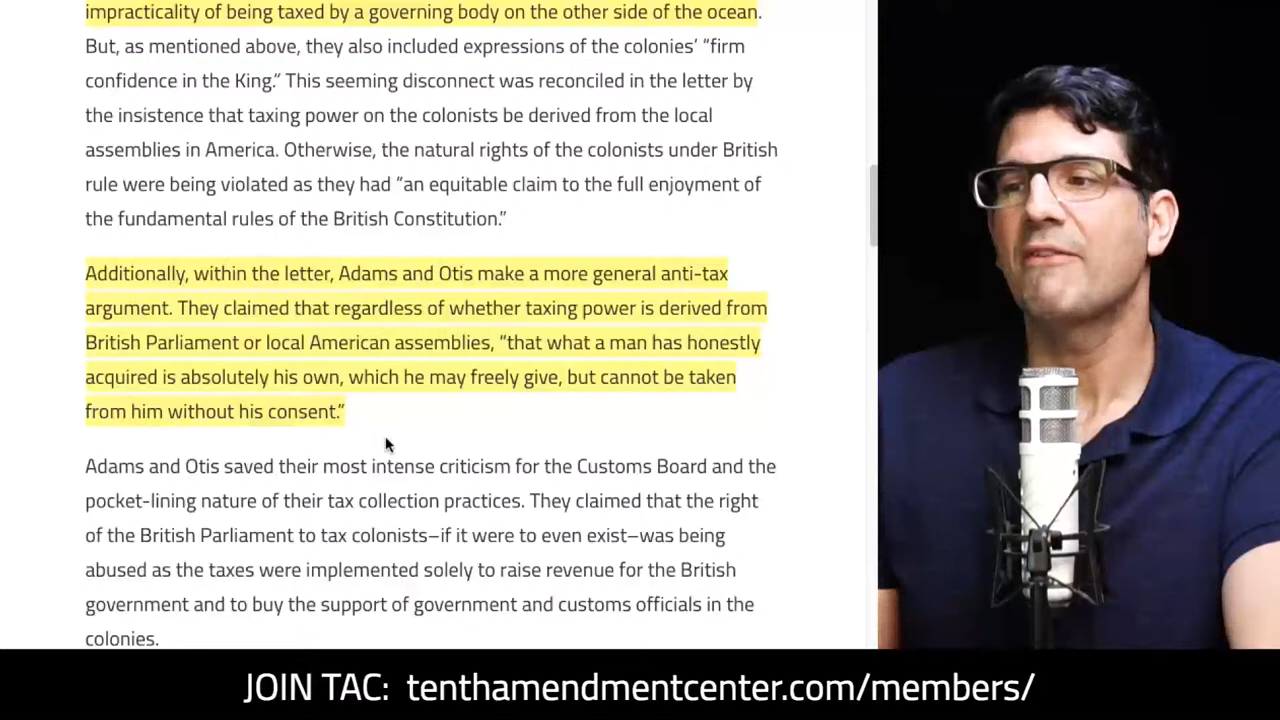 impracticality of being taxed by a governing body on the other side of the ocean.
But, as mentioned above, they also included expressions of the colonies’ “firm
confidence in the King.” This seeming disconnect was reconciled in the letter by
the insistence that taxing power on the colonists be derived from the local
assemblies in America. Otherwise, the natural rights of the colonists under British
rule were being violated as they had “an equitable claim to the full enjoyment of
the fundamental rules of the British Constitution.”
Additionally, within the letter, Adams and Otis make a more general anti-tax
argument. They claimed that regardless of whether taxing power is derived from
British Parliament or local American assemblies, “that what a man has honestly
acquired is absolutely his own, which he may freely give, but cannot be taken
from him without his consent.”
Adams and Otis saved their most intense criticism for the Customs Board and the
pocket-lining nature of their tax collection practices. They claimed that the right
of the British Parliament to tax colonists–if it were to even exist–was being
abused as the taxes were implemented solely to raise revenue for the British
government and to buy the support of government and customs officials in the
colonies.
JOIN TAC: tenthamendmentcenter.com/members/